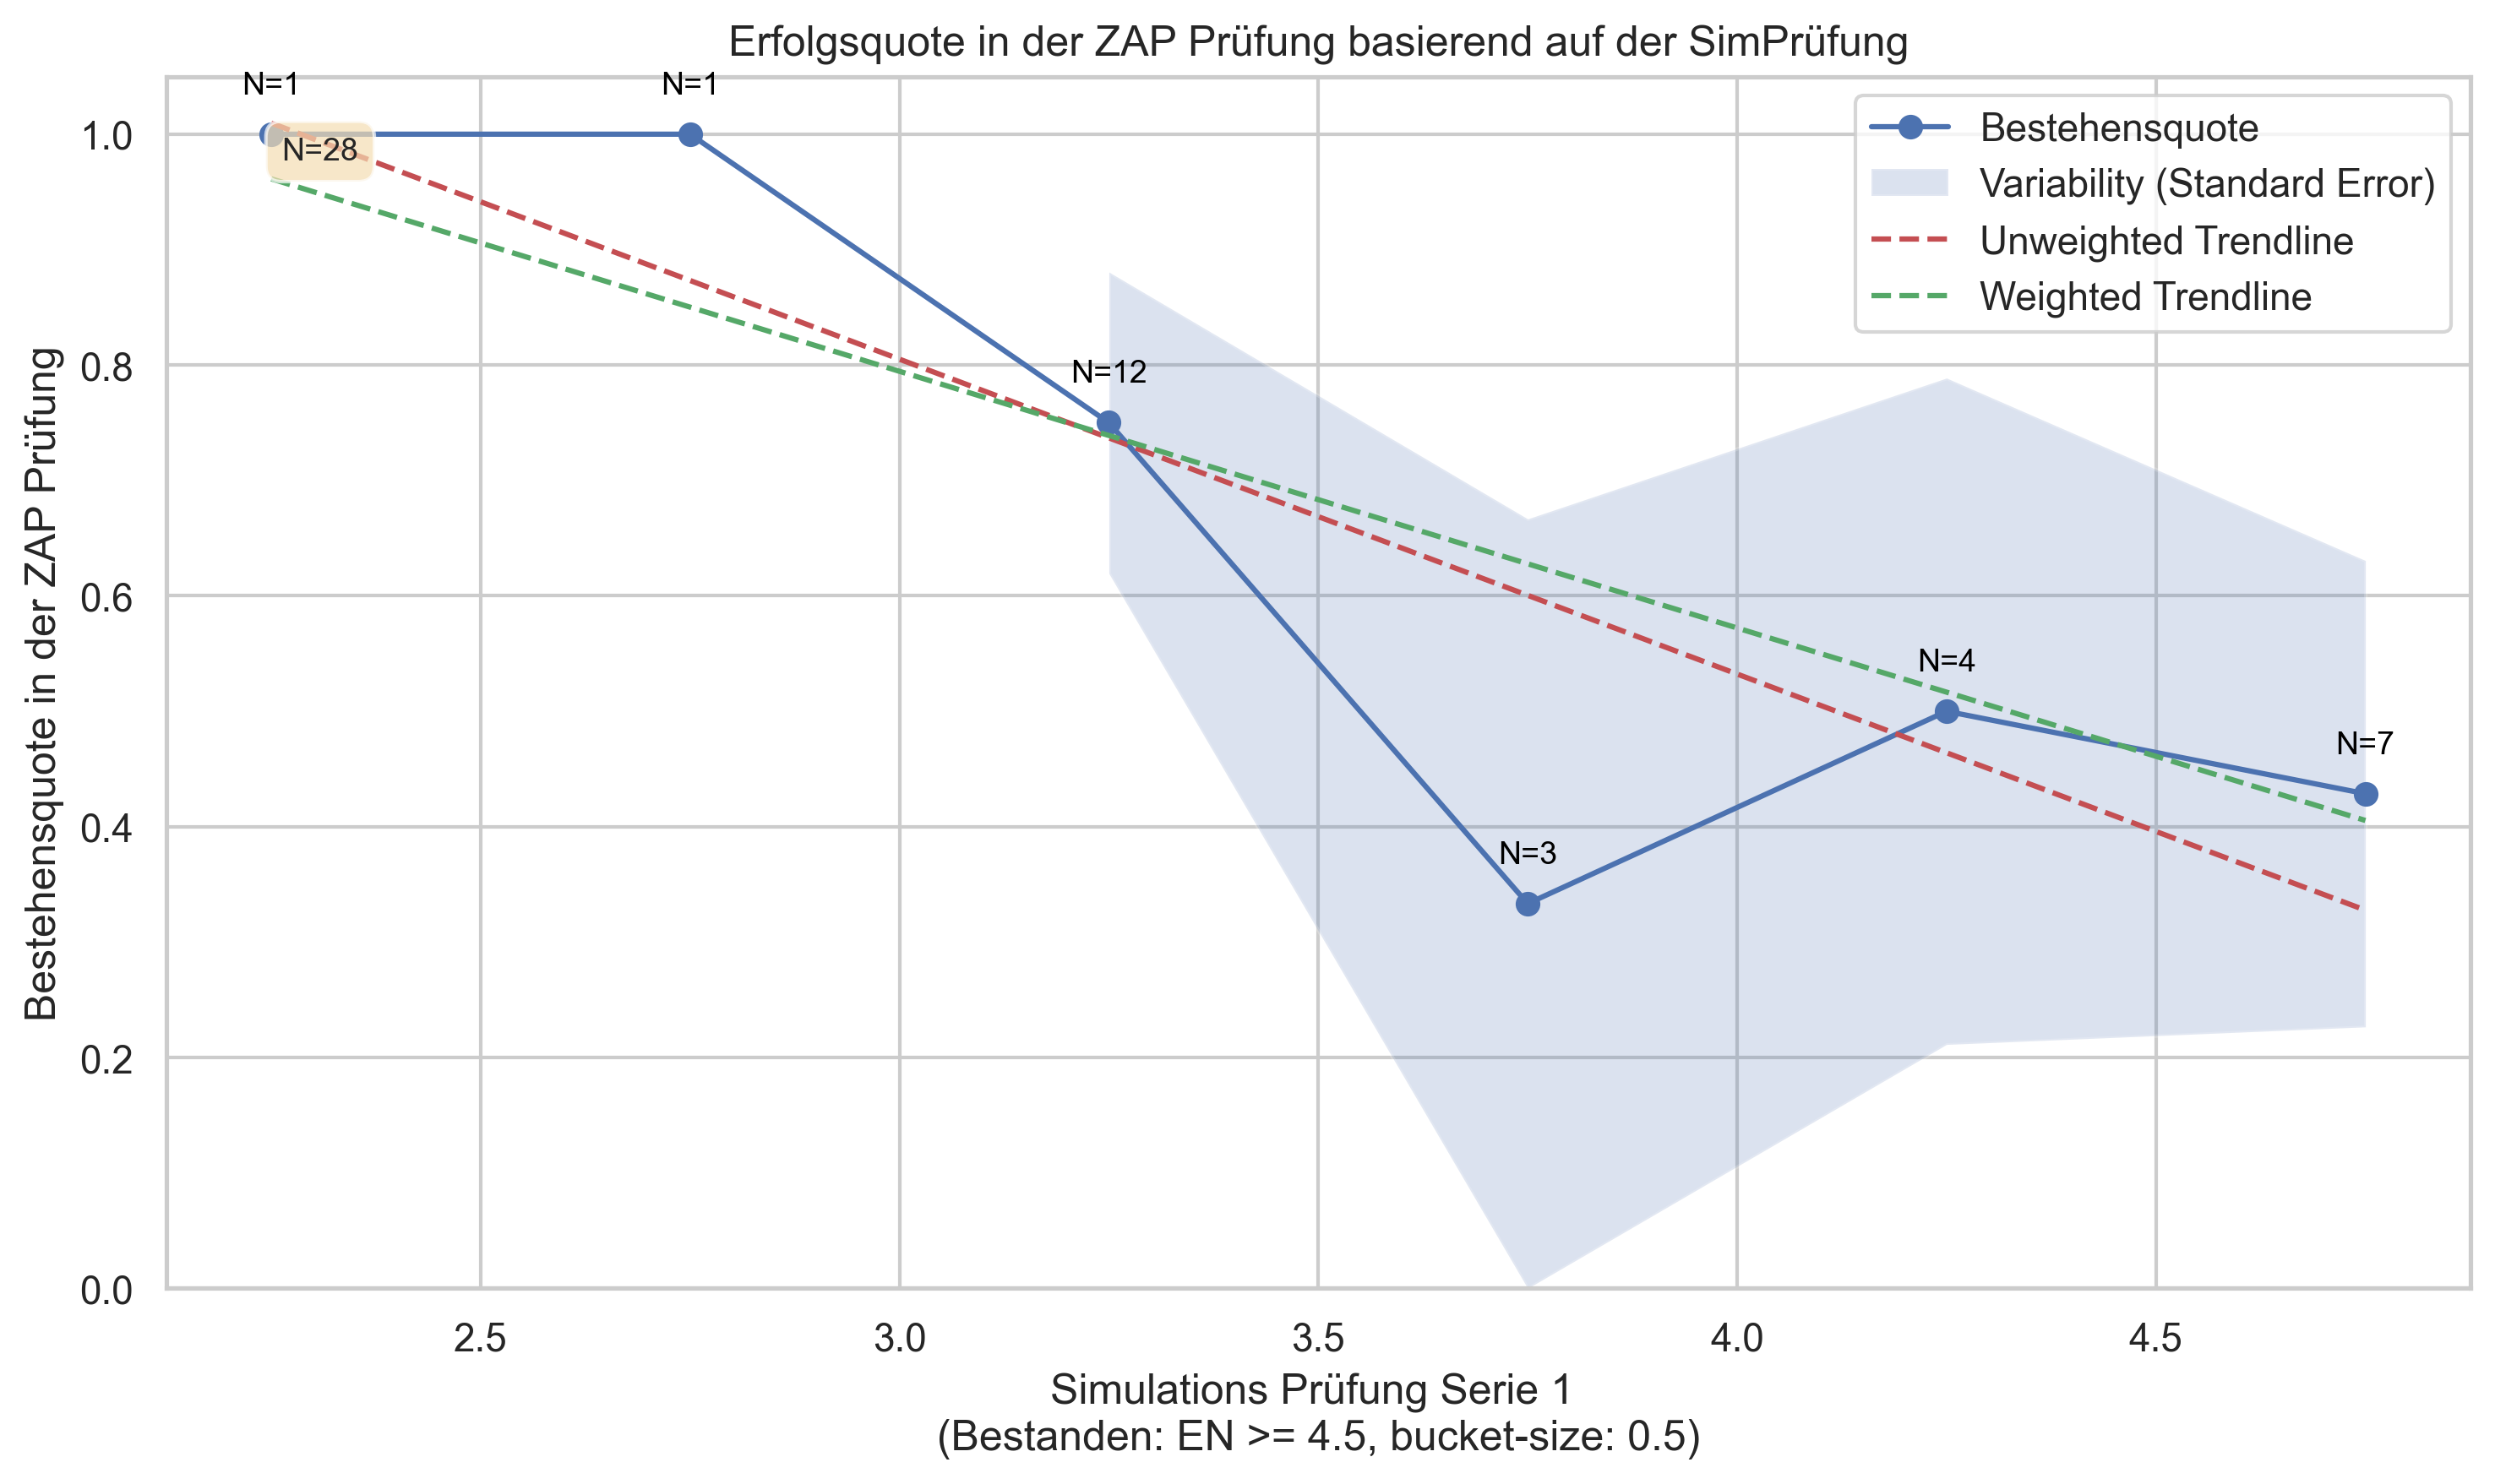 Erfolgsquote in der ZAP Prüfung basierend auf der SimPrüfung
N=1
N=1
N=28
N=12
N=3
N=4
N=7
Bestehensquote
Variability (Standard Error)
Unweighted Trendline
Weighted Trendline
Bestehensquote in der ZAP Prüfung
1.0
0.8
0.6
0.4
0.2
0.0
2.5
3.0
3.5
4.0
4.5
Simulations Prüfung Serie 1
(Bestanden: EN >= 4.5, bucket-size: 0.5)